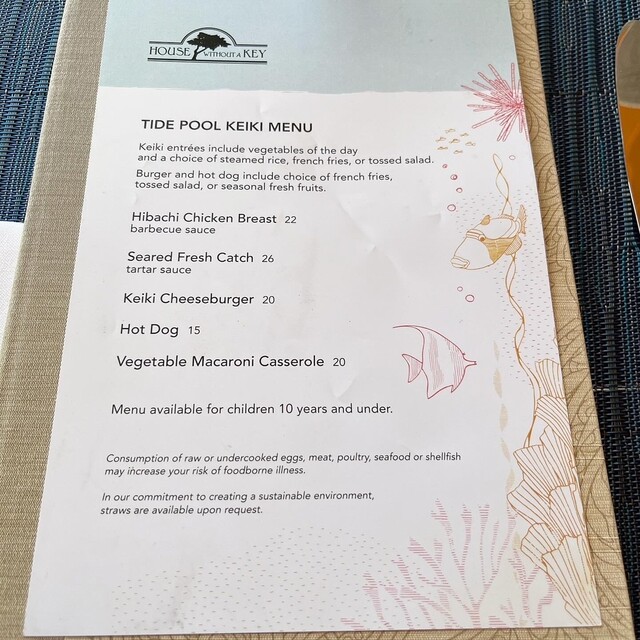 HOUSE WITHOUT A KEY
TIDE POOL KEIKI MENU
Keiki entrées include vegetables of the day
and a choice of steamed rice, french fries, or tossed salad.
Burger and hot dog include choice of french fries,
tossed salad, or seasonal fresh fruits.
Hibachi Chicken Breast 22
barbecue sauce
Seared Fresh Catch 26
tartar sauce
Keiki Cheeseburger 20
Hot Dog 15
Vegetable Macaroni Casserole 20
Menu available for children 10 years and under.
Consumption of raw or undercooked eggs, meat, poultry, seafood or shellfish
may increase your risk of foodborne illness.
In our commitment to creating a sustainable environment,
straws are available upon request.